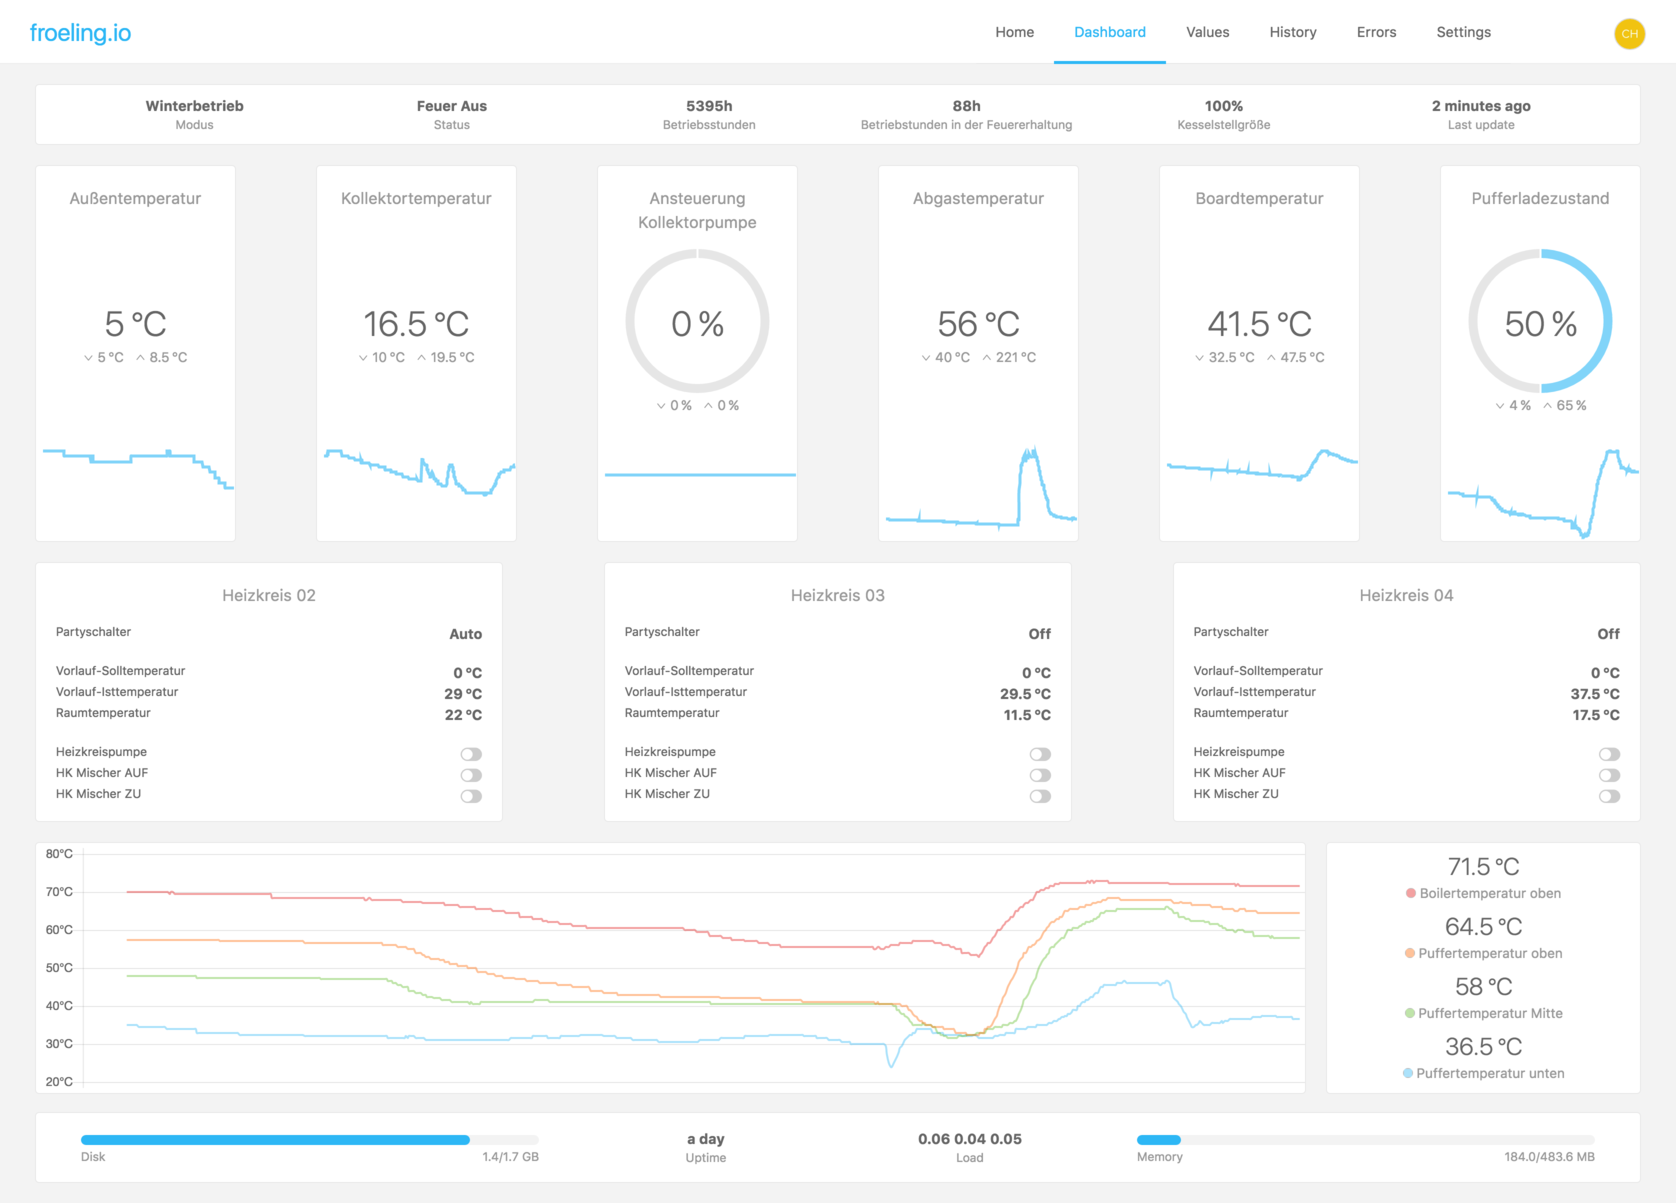 froeling.io
Home Dashboard Values History Errors Settings
CH
Winterbetrieb
Modus
Feuer Aus
Status
5395h
Betriebsstunden
88h
Betriebstunden in der Feuererhaltung
100%
Kesselstellgröße
2 minutes ago
Last update
Außentemperatur
5 °C
5 °C 8.5 °C
Kollektortemperatur
16.5 °C
10 °C 19.5 °C
Ansteuerung
Kollektorpumpe
0 %
0 % 0 %
Abgastemperatur
56 °C
40 °C 221 °C
Boardtemperatur
41.5 °C
32.5 °C 47.5 °C
Pufferladezustand
50 %
4 % 65 %
Heizkreis 02
Partyschalter Auto
Vorlauf-Solltemperatur 0 °C
Vorlauf-Isttemperatur 29 °C
Raumtemperatur 22 °C
Heizkreispumpe
HK Mischer AUF
HK Mischer ZU
Heizkreis 03
Partyschalter Off
Vorlauf-Solltemperatur 0 °C
Vorlauf-Isttemperatur 29.5 °C
Raumtemperatur 11.5 °C
Heizkreispumpe
HK Mischer AUF
HK Mischer ZU
Heizkreis 04
Partyschalter Off
Vorlauf-Solltemperatur 0 °C
Vorlauf-Isttemperatur 37.5 °C
Raumtemperatur 17.5 °C
Heizkreispumpe
HK Mischer AUF
HK Mischer ZU
80°C
70°C
60°C
50°C
40°C
30°C
20°C
71.5 °C
Boilertemperatur oben
64.5 °C
Puffertemperatur oben
58 °C
Puffertemperatur Mitte
36.5 °C
Puffertemperatur unten
Disk 1.4/1.7 GB
a day
Uptime
0.06 0.04 0.05
Load
Memory 184.0/483.6 MB